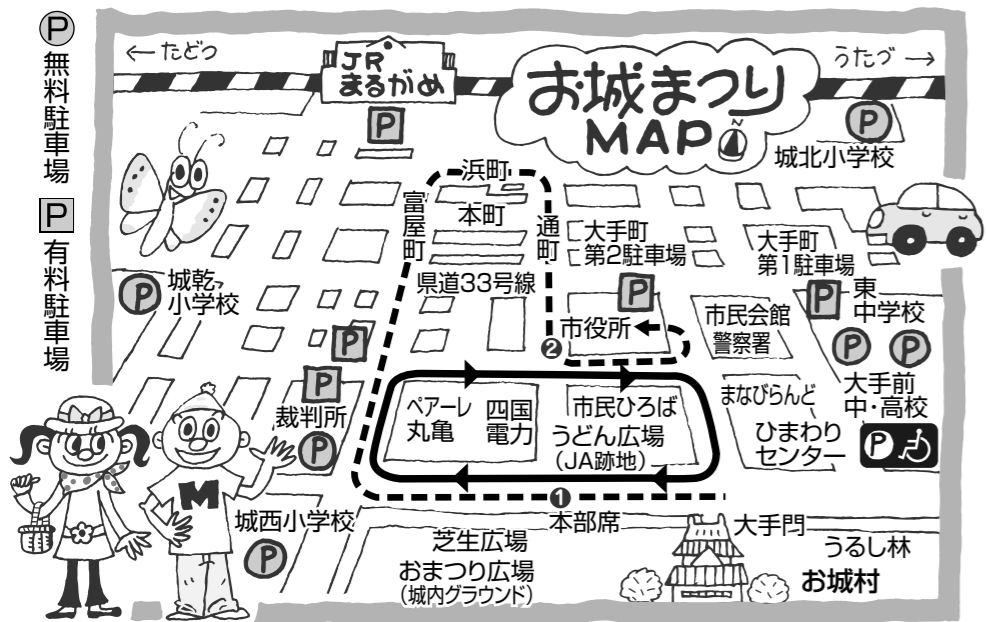 P
無料駐車場
P
有料駐車場
←たどつ
JR
まるがめ
お城まつり
MAP
N
うたづ→
P
P
城北小学校
浜町
富屋町
本町
通町
大手町
第2駐車場
大手町
第1駐車場
P
城乾
小学校
県道33号線
P
P
東
中学校
市役所
市民会館
警察署
P
P
P
②
P
裁判所
P
ペアーレ
丸亀
四国
電力
市民ひろば
うどん広場
（JA跡地）
まなびらんど
ひまわり
センター
大手前
中・高校
P
M
①
城西小学校
P
本部席
大手門
うるし林
芝生広場
おまつり広場
（城内グラウンド）
お城村